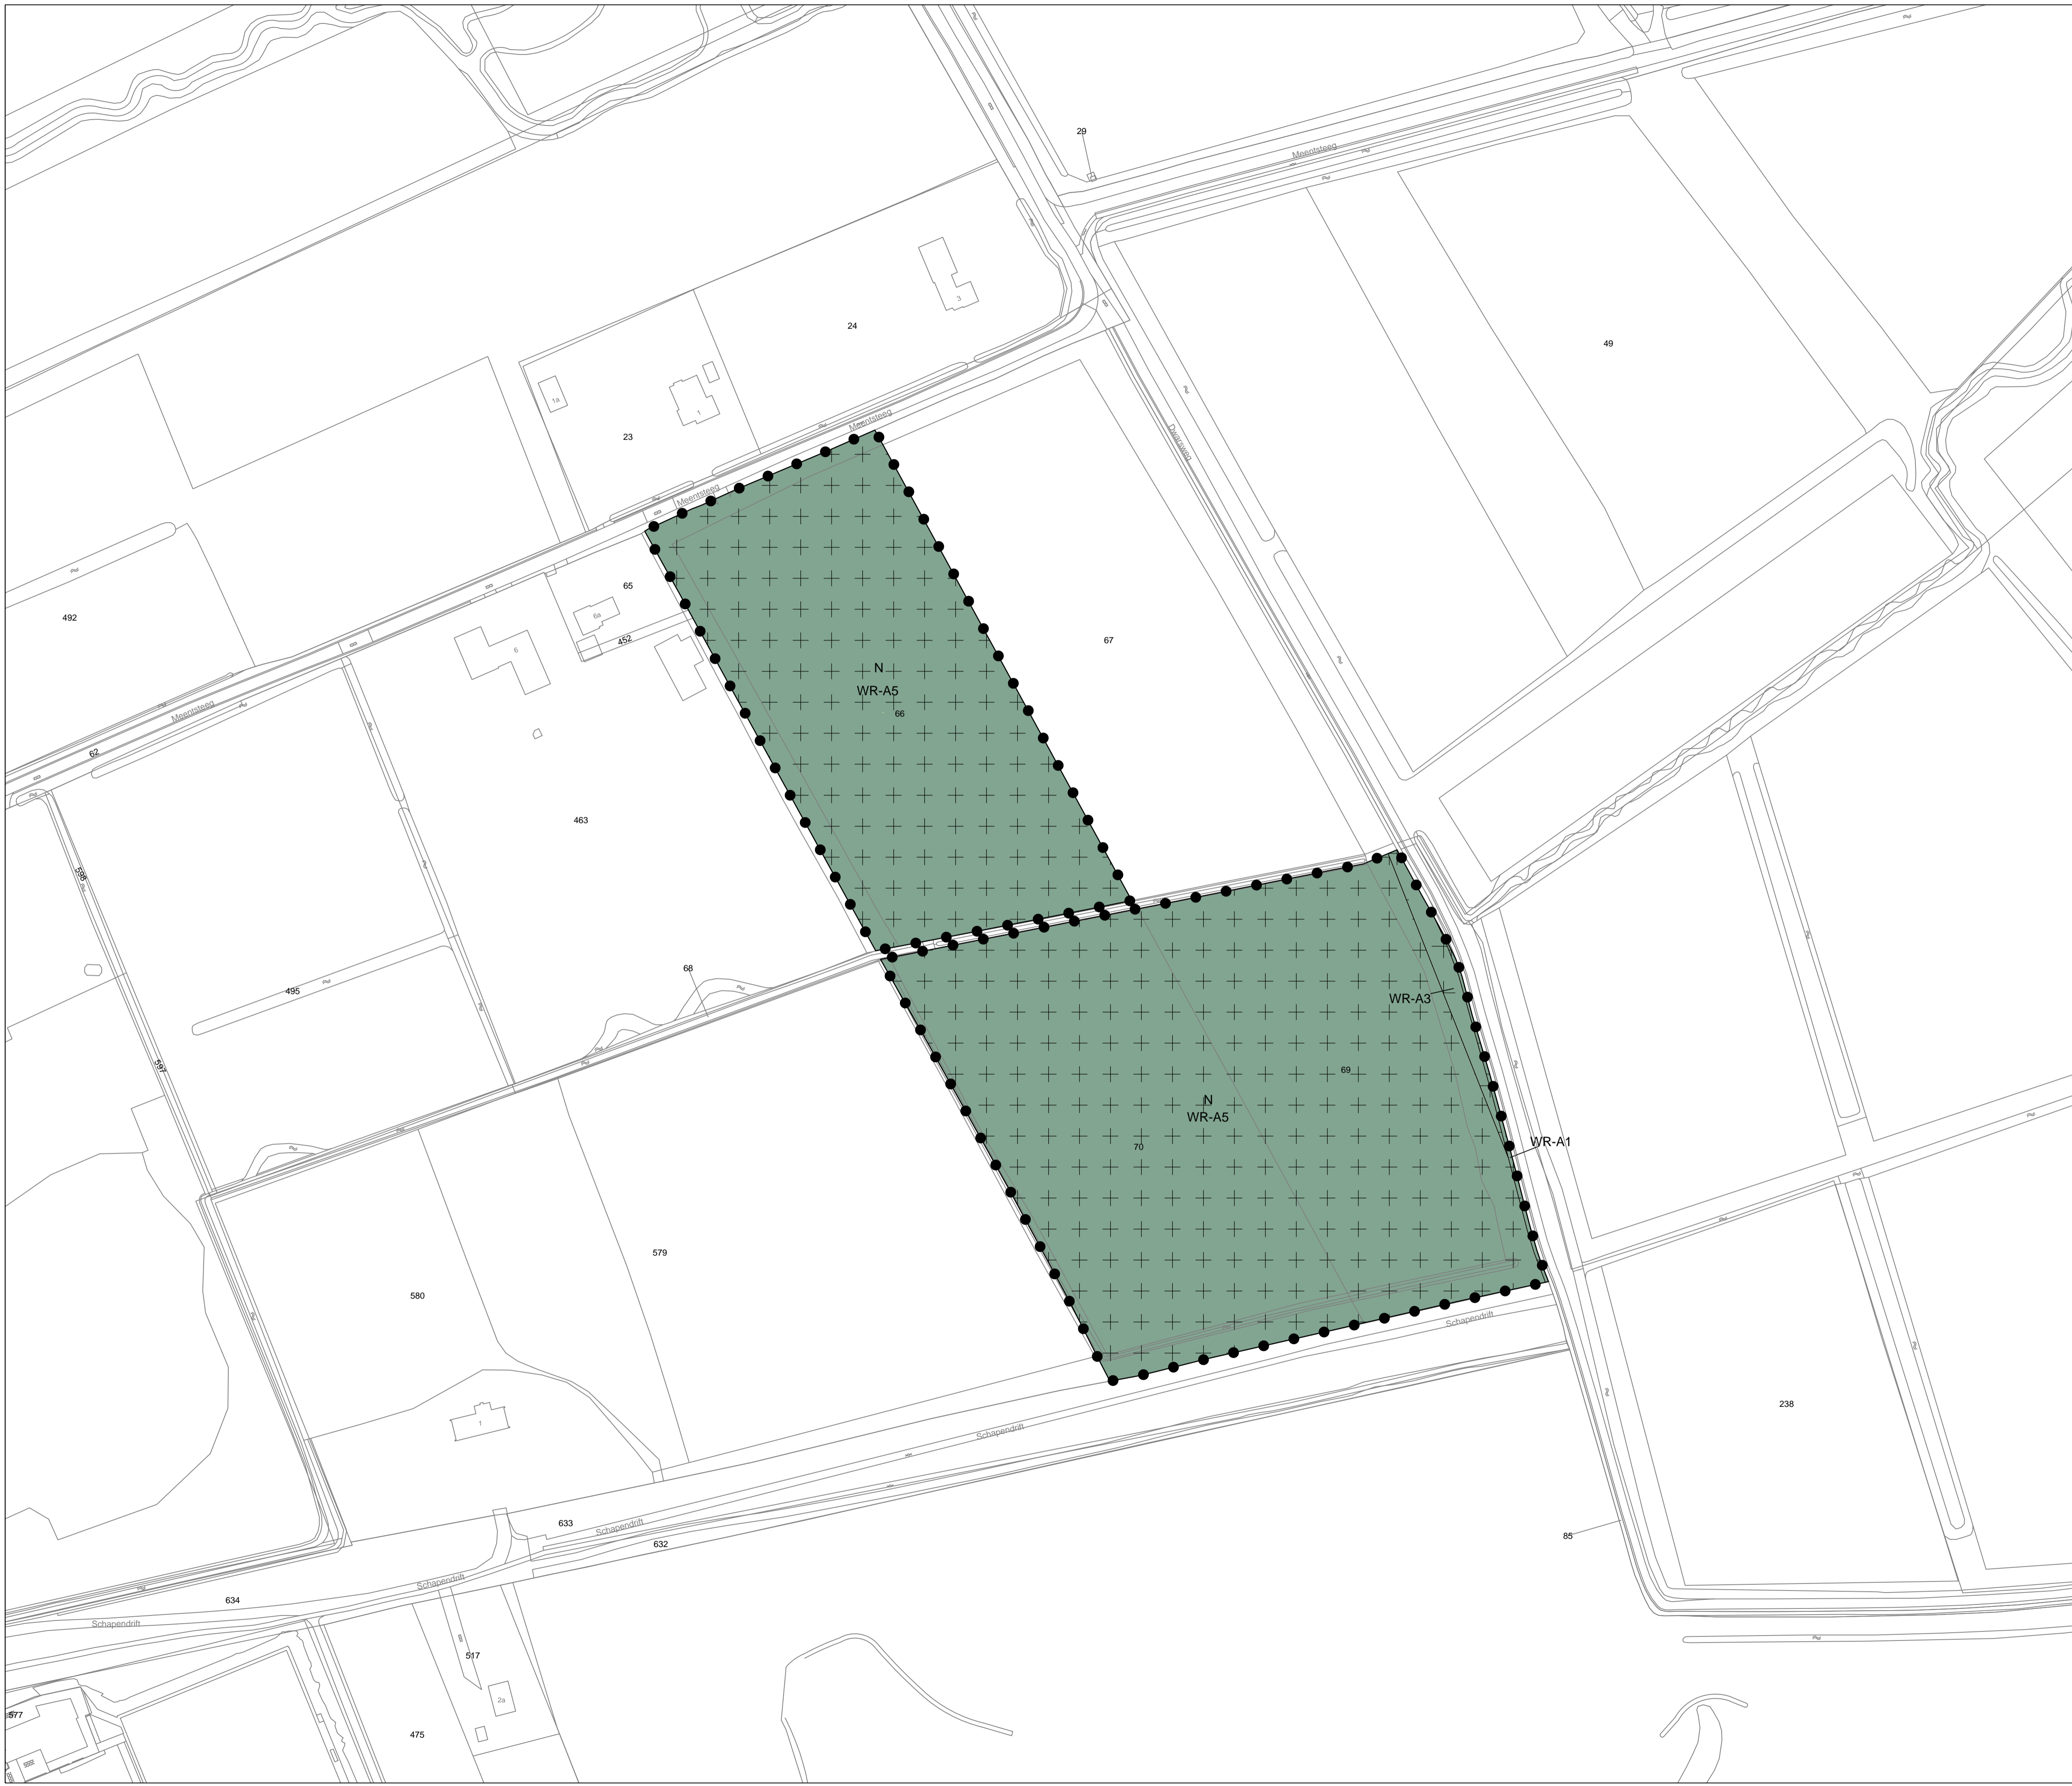 29
Meentsteeg
3
24
49
1a
1
23
Meentsteeg
Dwarsweg
Meentsteeg
65
6a
452
6
492
67
N
WR-A5
66
Meentsteeg
62
463
598
68
495
WR-A3
597
69
N
WR-A5
70
WR-A1
579
580
Schapendrift
238
1
Schapendrift
633
Schapendrift
632
85
Schapendrift
634
Schapendrift
517
2a
577
475